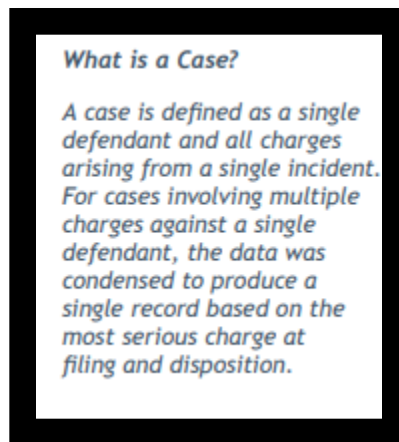 What is a Case?
A case is defined as a single
defendant and all charges
arising from a single incident.
For cases involving multiple
charges against a single
defendant, the data was
condensed to produce a
single record based on the
most serious charge at
filing and disposition.